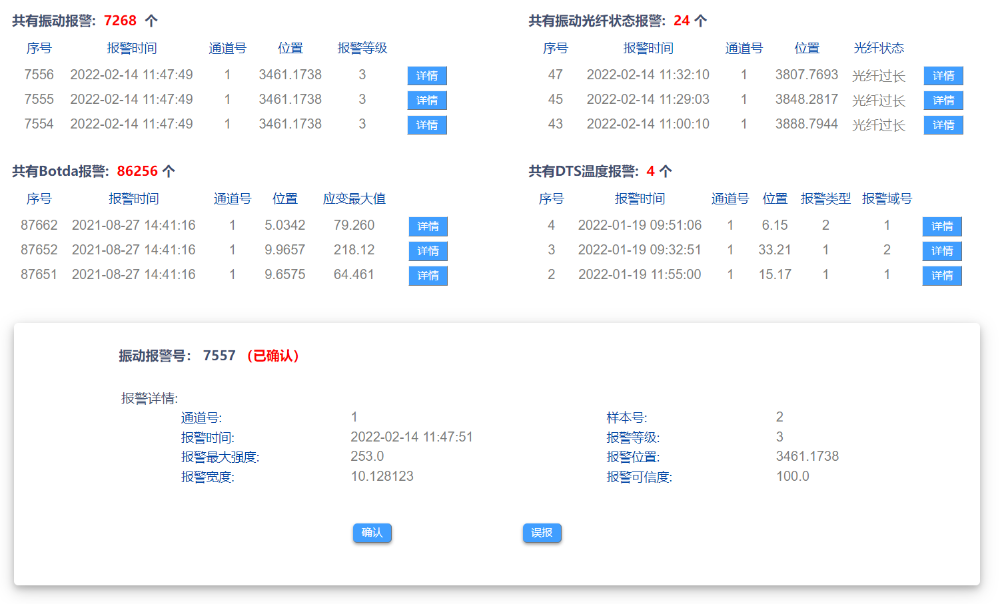 共有振动报警: 7268 个
序号 报警时间 通道号 位置 报警等级
7556 2022-02-14 11:47:49 1 3461.1738 3 详情
7555 2022-02-14 11:47:49 1 3461.1738 3 详情
7554 2022-02-14 11:47:49 1 3461.1738 3 详情
共有振动光纤状态报警: 24 个
序号 报警时间 通道号 位置 光纤状态
47 2022-02-14 11:32:10 1 3807.7693 光纤过长 详情
45 2022-02-14 11:29:03 1 3848.2817 光纤过长 详情
43 2022-02-14 11:00:10 1 3888.7944 光纤过长 详情
共有Botda报警: 86256 个
序号 报警时间 通道号 位置 应变最大值
87662 2021-08-27 14:41:16 1 5.0342 79.260 详情
87652 2021-08-27 14:41:16 1 9.9657 218.12 详情
87651 2021-08-27 14:41:16 1 9.6575 64.461 详情
共有DTS温度报警: 4 个
序号 报警时间 通道号 位置 报警类型 报警域号
4 2022-01-19 09:51:06 1 6.15 2 1 详情
3 2022-01-19 09:32:51 1 33.21 1 2 详情
2 2022-01-19 11:55:00 1 15.17 1 1 详情
振动报警号： 7557 （已确认）
报警详情:
通道号: 1 样本号: 2
报警时间: 2022-02-14 11:47:51 报警等级: 3
报警最大强度: 253.0 报警位置: 3461.1738
报警宽度: 10.128123 报警可信度: 100.0
确认 误报